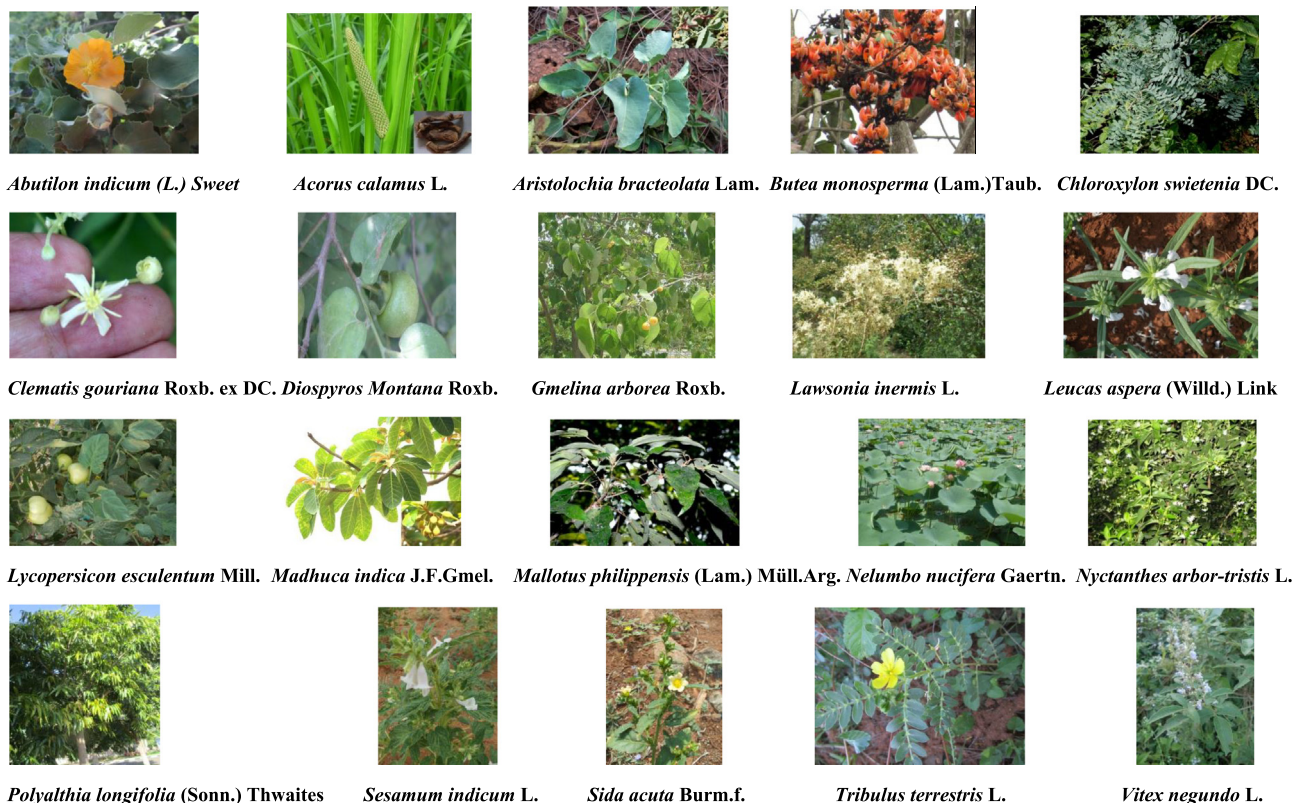 Abutilon indicum (L.) Sweet Acorus calamus L. Aristolochia bracteolata Lam. Butea monosperma (Lam.)Taub. Chloroxylon swietenia DC.
Clematis gouriana Roxb. ex DC. Diospyros Montana Roxb. Gmelina arborea Roxb. Lawsonia inermis L. Leucas aspera (Willd.) Link
Lycopersicon esculentum Mill. Madhuca indica J.F.Gmel. Mallotus philippensis (Lam.) Müll.Arg. Nelumbo nucifera Gaertn. Nyctanthes arbor-tristis L.
Polyalthia longifolia (Sonn.) Thwaites Sesamum indicum L. Sida acuta Burm.f. Tribulus terrestris L. Vitex negundo L.